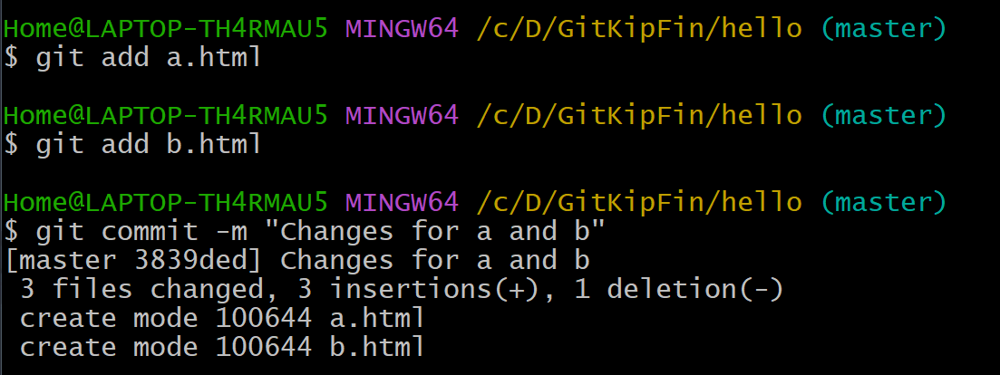 Home@LAPTOP-TH4RMAU5 MINGW64 /c/D/GitKipFin/hello (master)
$ git add a.html
Home@LAPTOP-TH4RMAU5 MINGW64 /c/D/GitKipFin/hello (master)
$ git add b.html
Home@LAPTOP-TH4RMAU5 MINGW64 /c/D/GitKipFin/hello (master)
$ git commit -m "Changes for a and b"
[master 3839ded] Changes for a and b
 3 files changed, 3 insertions(+), 1 deletion(-)
 create mode 100644 a.html
 create mode 100644 b.html